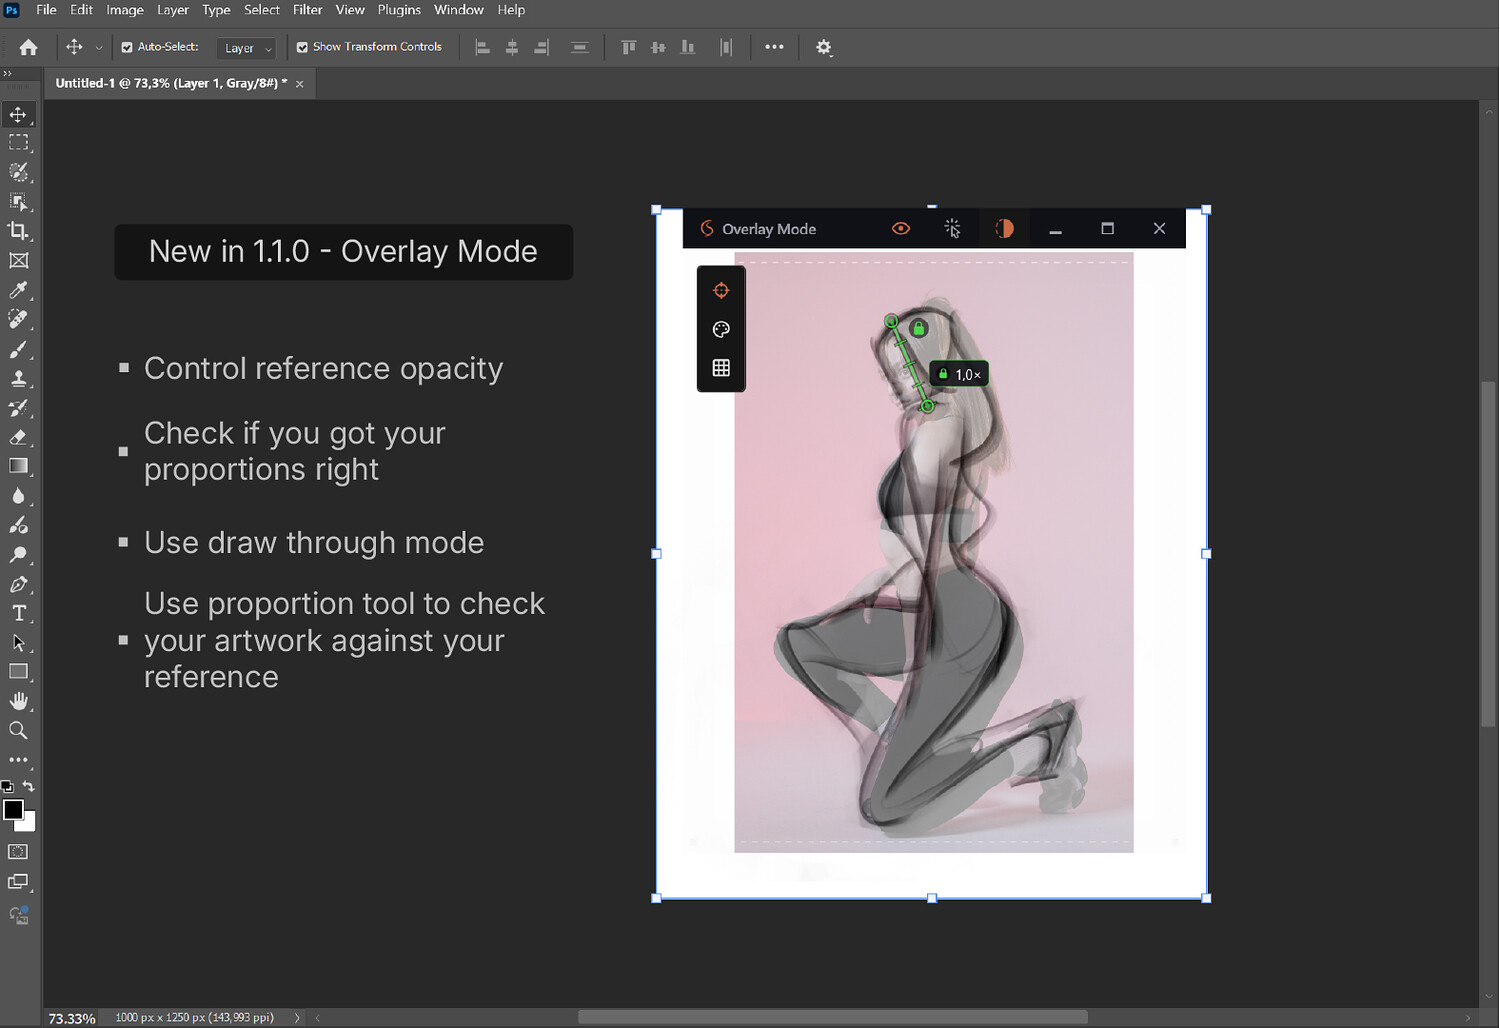 Ps File Edit Image Layer Type Select Filter View Plugins Window Help
Auto-Select: Layer Show Transform Controls
Untitled-1 @ 73,3% (Layer 1, Gray/8#) *
Overlay Mode
New in 1.1.0 - Overlay Mode
Control reference opacity
1,0×
Check if you got your
proportions right
Use draw through mode
Use proportion tool to check
your artwork against your
reference
73.33% 1000 px x 1250 px (143,993 ppi)